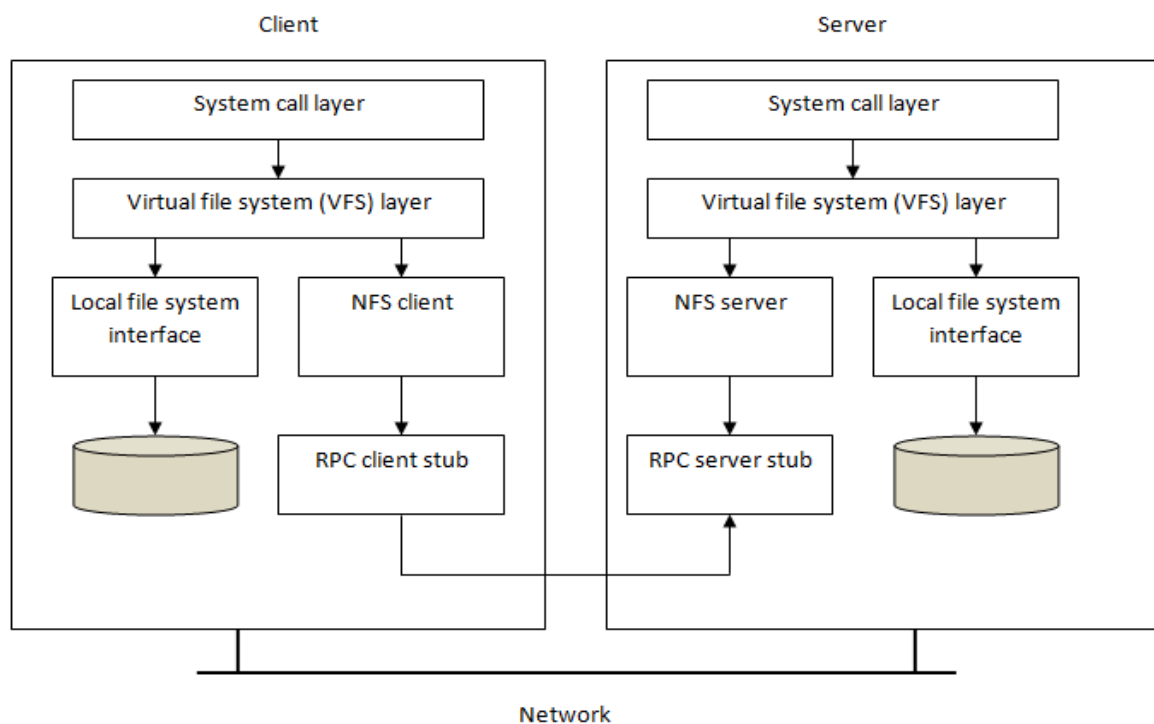 Client
Server
System call layer
System call layer
Virtual file system (VFS) layer
Virtual file system (VFS) layer
Local file system
interface
NFS client
NFS server
Local file system
interface
RPC client stub
RPC server stub
Network